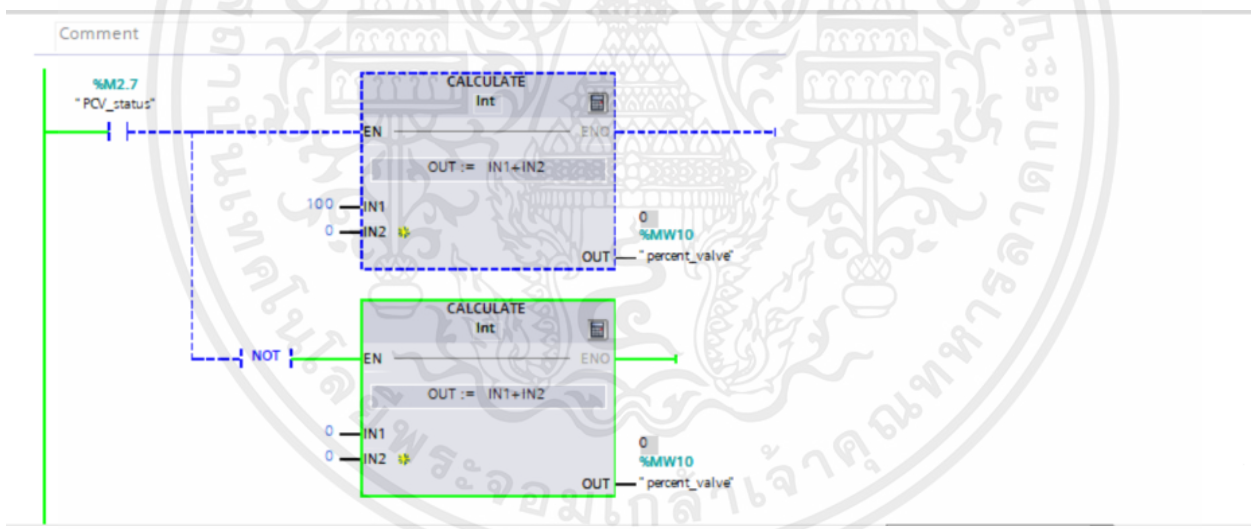 Comment
%M2.7
"PCV_status"
CALCULATE
Int
EN
ENO
OUT := IN1+IN2
100
IN1
0
IN2
0
%MW10
OUT
"percent_valve"
NOT
CALCULATE
Int
EN
ENO
OUT := IN1+IN2
0
IN1
0
IN2
0
%MW10
OUT
"percent_valve"